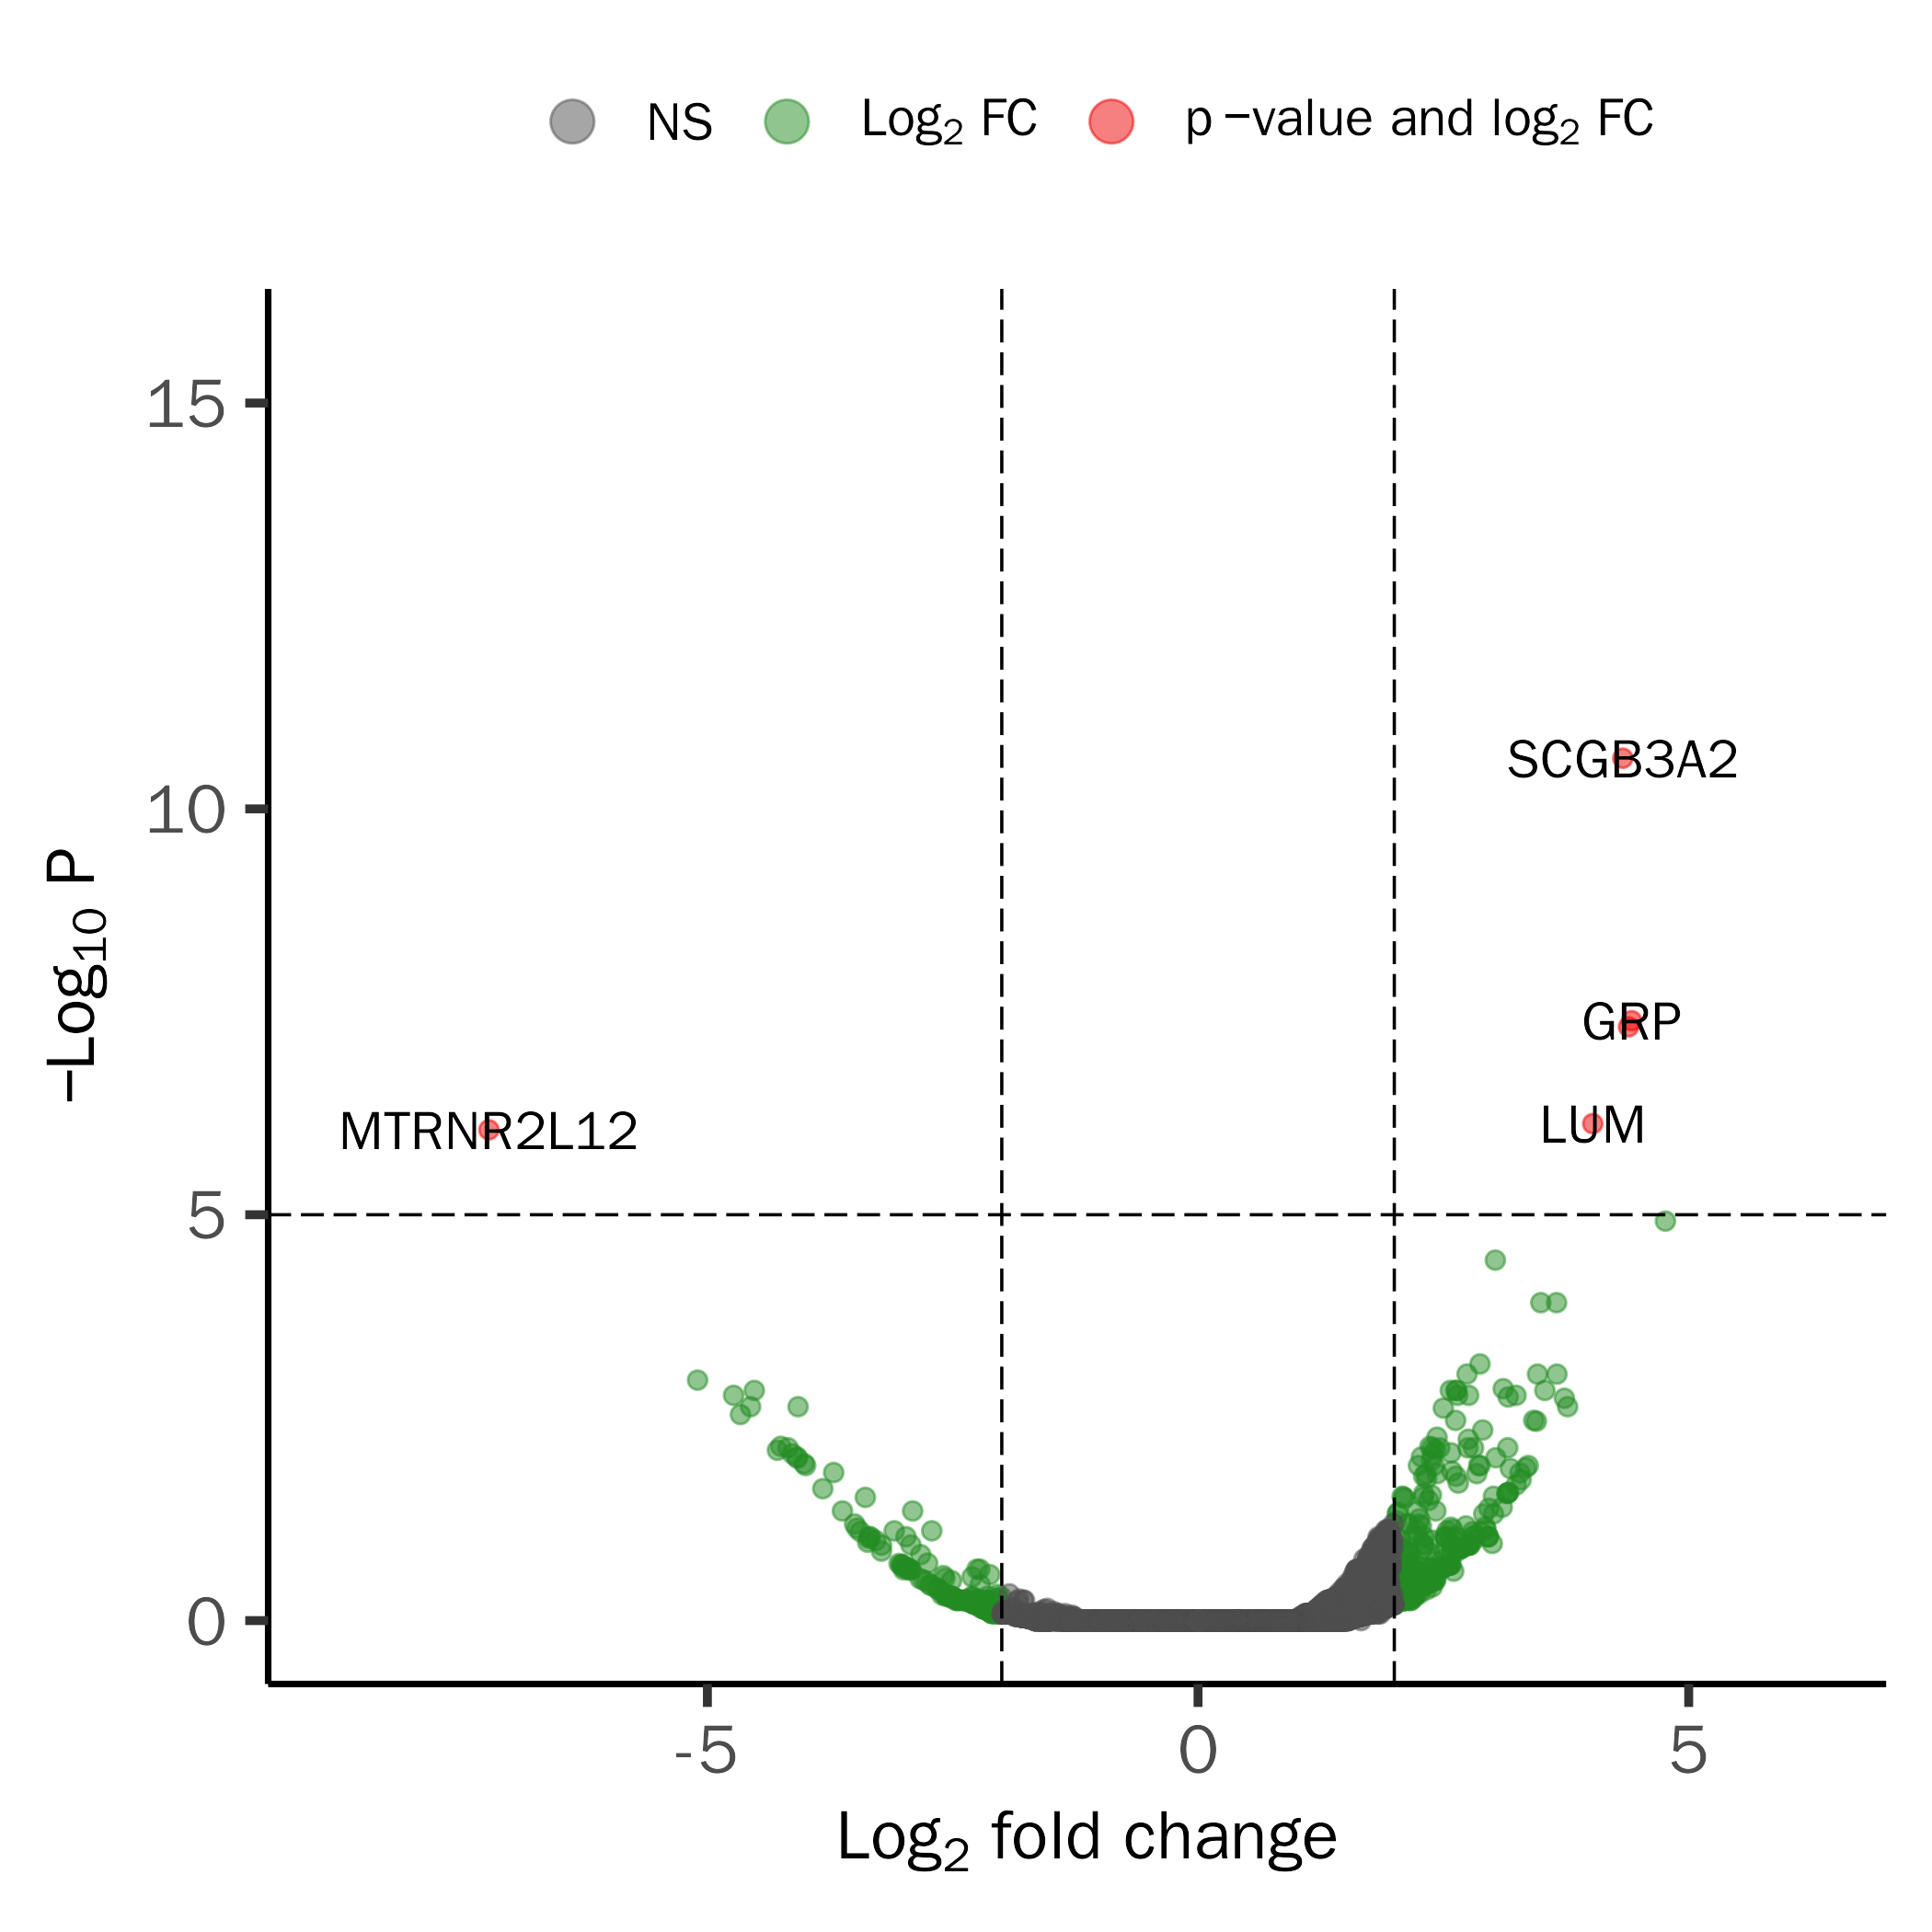 NS Log2 FC p −value and log2 FC
15
10
5
0
−Log10 P
SCGB3A2
GRP
LUM
MTRNR2L12
-5 0 5
Log2 fold change